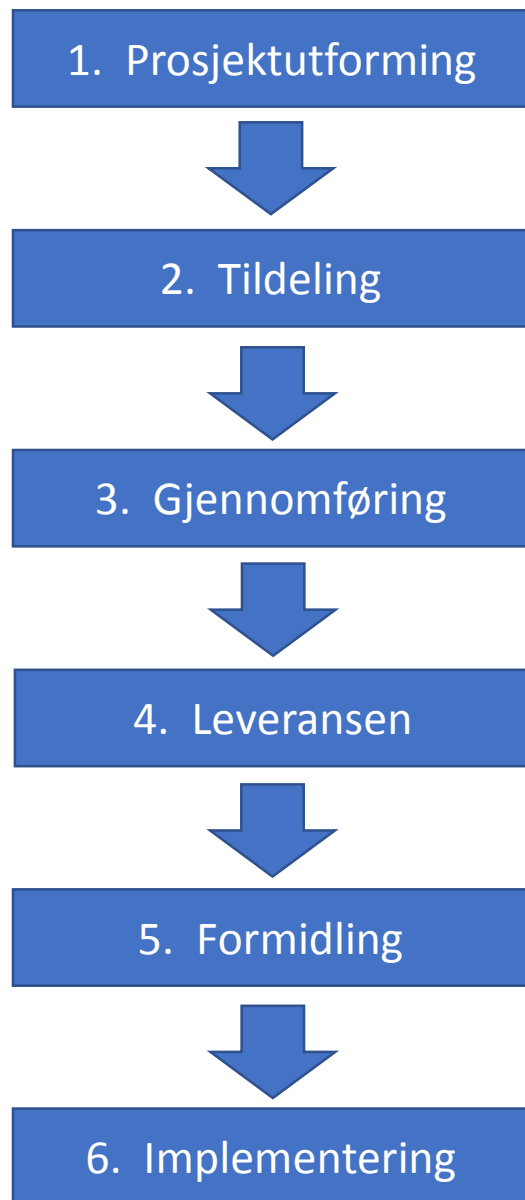 1. Prosjektutforming
2. Tildeling
3. Gjennomføring
4. Leveransen
5. Formidling
6. Implementering